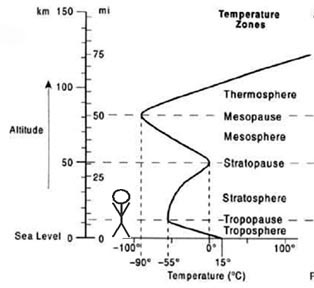 km 150 mi
Temperature
Zones
75
Thermosphere
100
50
Mesopause
Mesosphere
Altitude
50
Stratopause
25
Stratosphere
Tropopause
Troposphere
Sea Level 0 0
-100° 0° 100°
-90° -55° 15°
Temperature (°C)